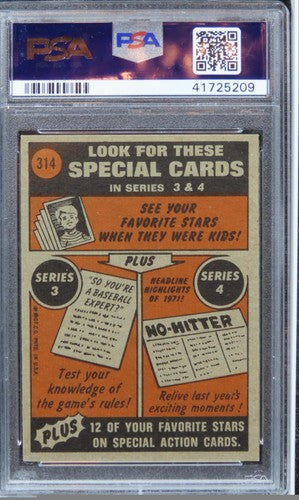 PSA
PSA
41725209
314
LOOK FOR THESE
SPECIAL CARDS
IN SERIES 3 & 4
SEE YOUR
FAVORITE STARS
WHEN THEY WERE KIDS!
PLUS
SERIES
3
"SO YOU'RE
A BASEBALL
EXPERT?"
Test your
knowledge of
the game's rules!
HEADLINE
HIGHLIGHTS
OF 1971!
SERIES
4
NO-HITTER
Relive last year's
exciting moments!
PLUS
12 OF YOUR FAVORITE STARS
ON SPECIAL ACTION CARDS.